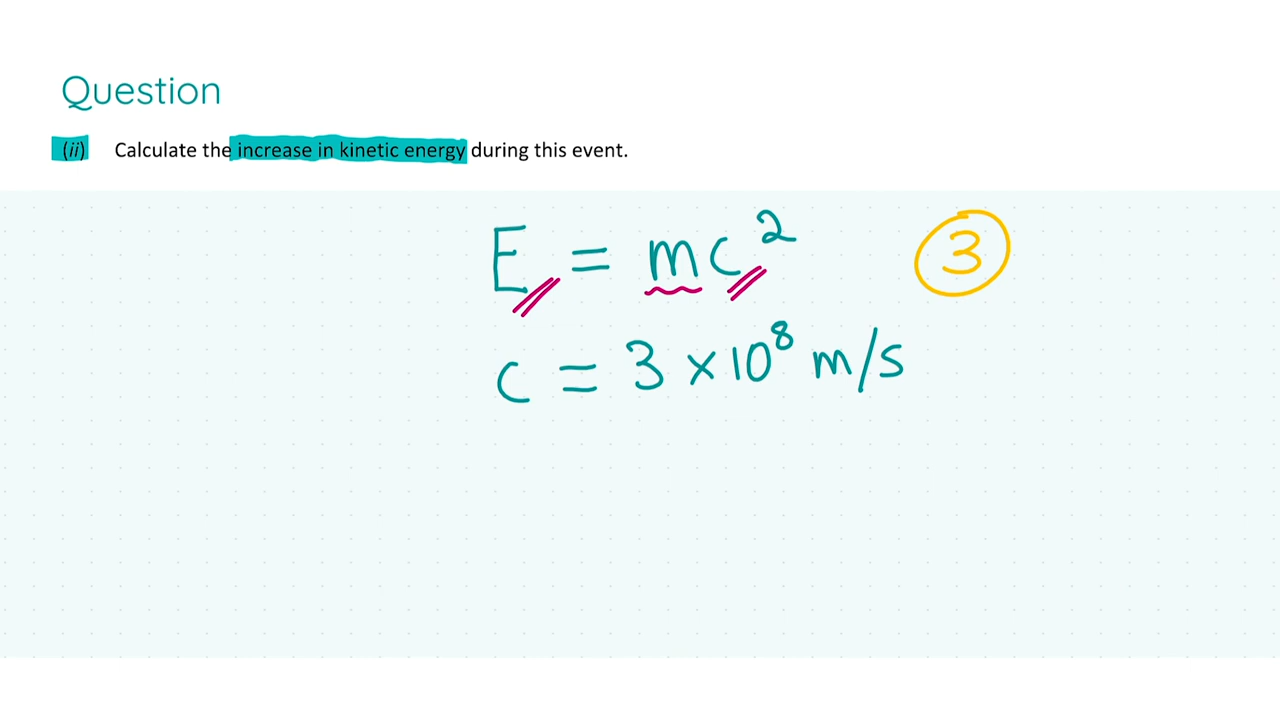 Question
(ii) Calculate the increase in kinetic energy during this event.
E = mc² ③
c = 3 × 10⁸ m/s